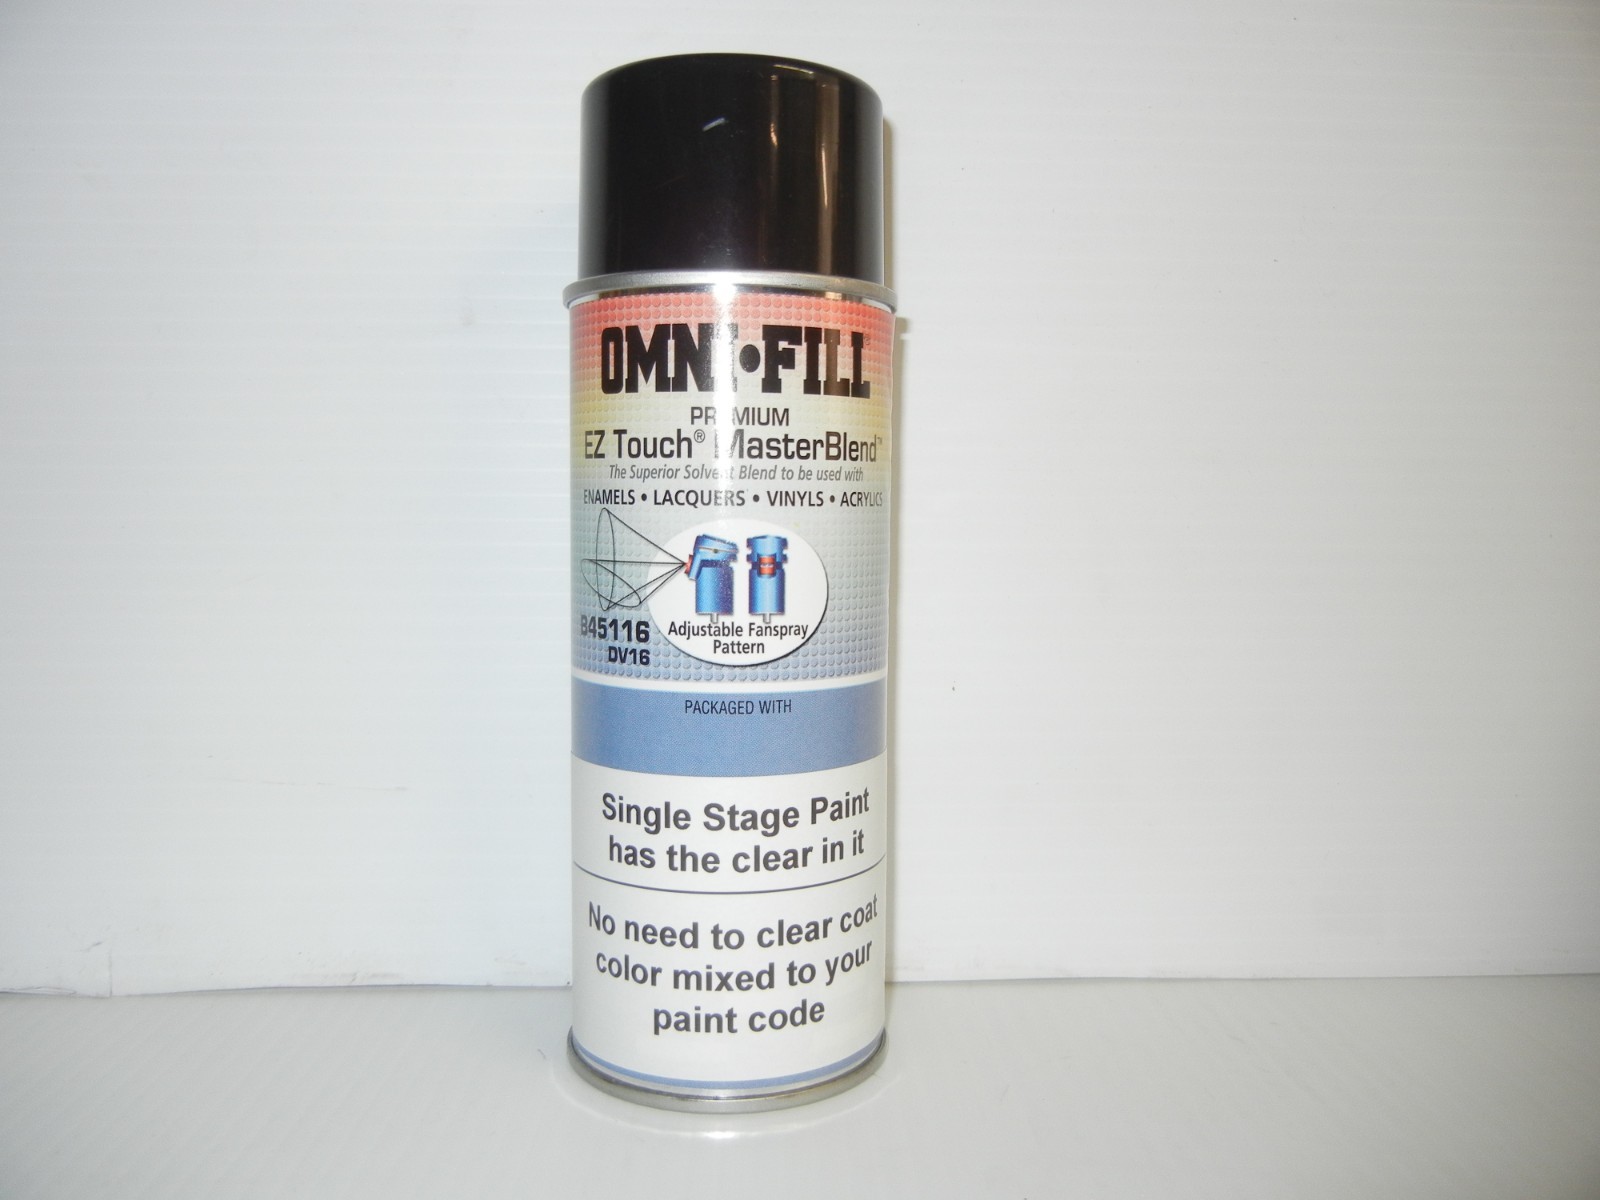 OMNI•FILL®
PREMIUM
EZ Touch® MasterBlend™
The Superior Solvent Blend to be used with
ENAMELS • LACQUERS • VINYLS • ACRYLICS
B45116
DV16
Adjustable Fanspray
Pattern
PACKAGED WITH
Single Stage Paint
has the clear in it
No need to clear coat
color mixed to your
paint code